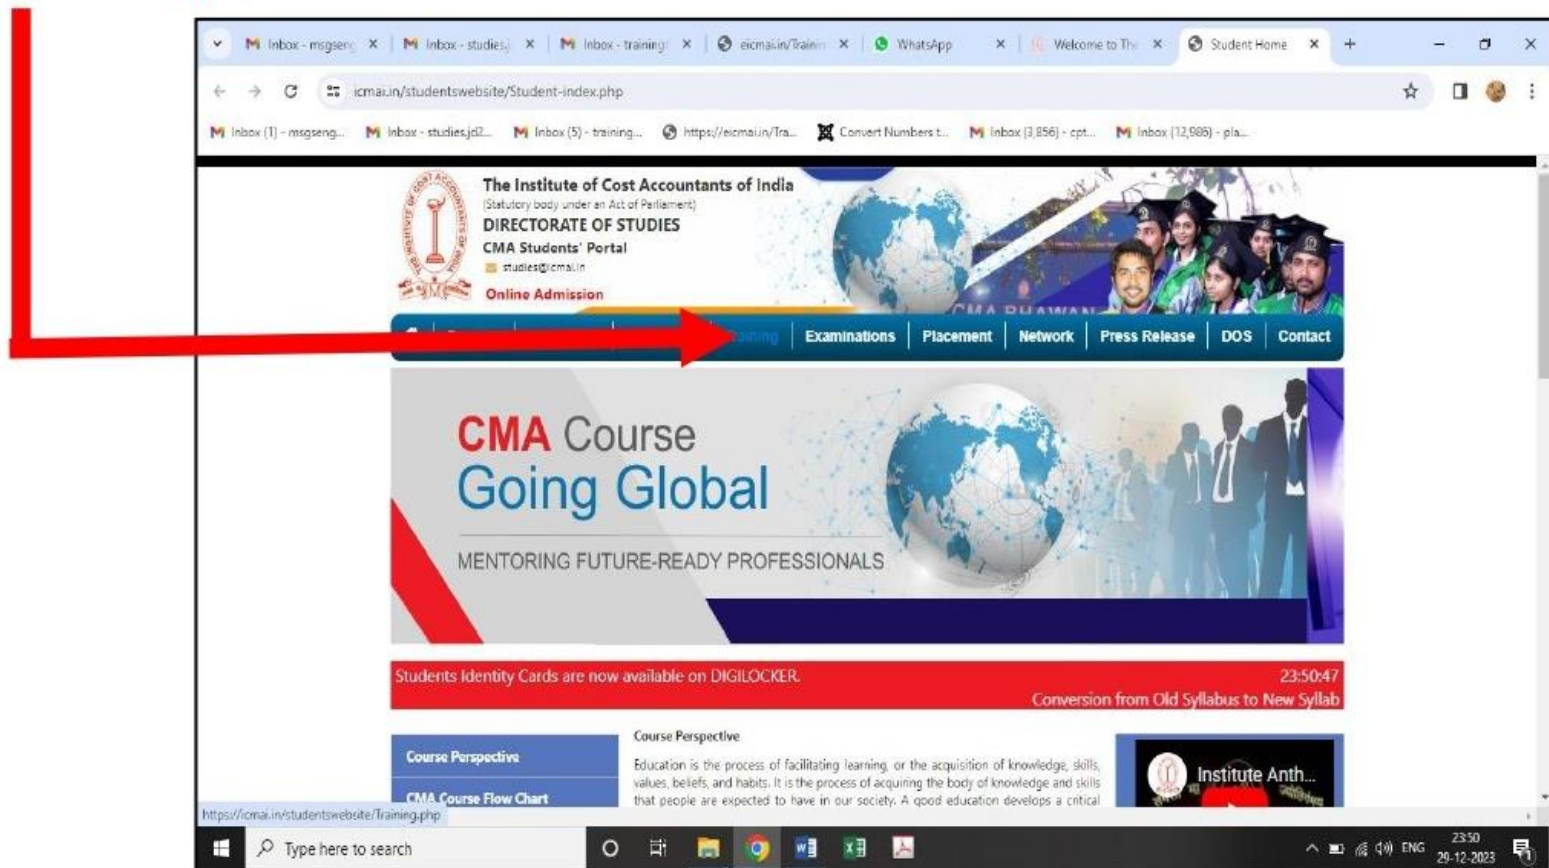 Inbox - msgseng
Inbox - studies.j
Inbox - training
eicmai.in/Trainin
WhatsApp
Welcome to The
Student Home
icmai.in/studentswebsite/Student-index.php
Inbox (1) - msgseng...
Inbox - studies.jd2...
Inbox (5) - training...
https://eicmai.in/Tra...
Convert Numbers t...
Inbox (3,856) - cpt...
Inbox (12,986) - pla...
The Institute of Cost Accountants of India
(Statutory body under an Act of Parliament)
DIRECTORATE OF STUDIES
CMA Students' Portal
studies@icmai.in
Online Admission
CMA BHAWAN
Training Examinations Placement Network Press Release DOS Contact
CMA Course
Going Global
MENTORING FUTURE-READY PROFESSIONALS
Students Identity Cards are now available on DIGILOCKER.
23:50:47
Conversion from Old Syllabus to New Syllab
Course Perspective
CMA Course Flow Chart
Course Perspective
Education is the process of facilitating learning, or the acquisition of knowledge, skills,
values, beliefs, and habits. It is the process of acquiring the body of knowledge and skills
that people are expected to have in our society. A good education develops a critical
Institute Anth...
https://icmai.in/studentswebsite/Training.php
Type here to search
ENG
23:50
29-12-2023